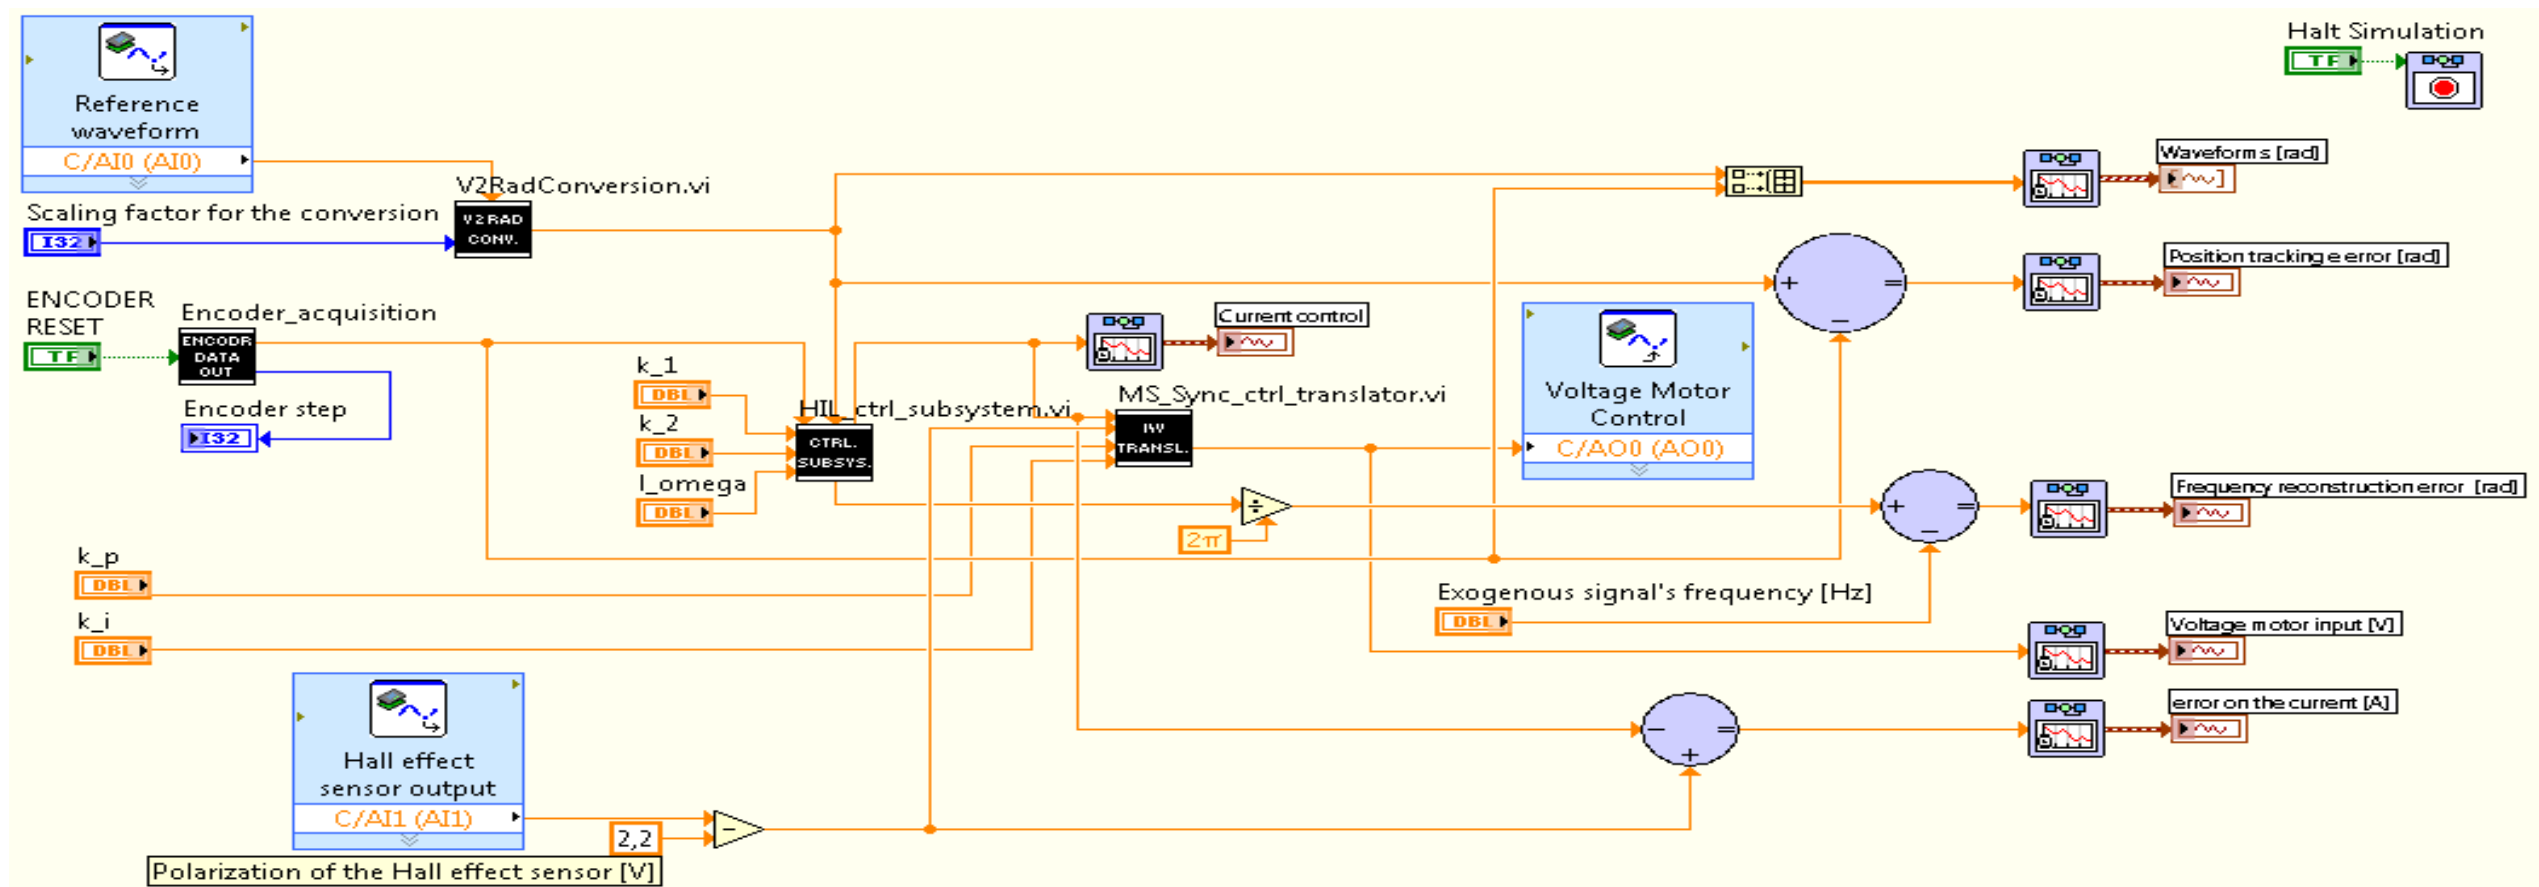 Halt Simulation
TF
Reference
waveform
C/AI0 (AI0)
V2RadConversion.vi
V2RAD
CONV.
Scaling factor for the conversion
I32
Waveforms [rad]
Position tracking e error [rad]
ENCODER
RESET
TF
Encoder_acquisition
ENCODR
DATA
OUT
Encoder step
I32
Current control
k_1
DBL
k_2
DBL
l_omega
DBL
HIL_ctrl_subsystem.vi
CTRL.
SUBSYS.
MS_Sync_ctrl_translator.vi
TRANSL.
Voltage Motor
Control
C/AO0 (AO0)
÷
2π
+
=
−
Frequency reconstruction error [rad]
+
=
−
k_p
DBL
k_i
DBL
Exogenous signal's frequency [Hz]
DBL
Voltage motor input [V]
error on the current [A]
−
=
+
Hall effect
sensor output
C/AI1 (AI1)
2,2
−
Polarization of the Hall effect sensor [V]